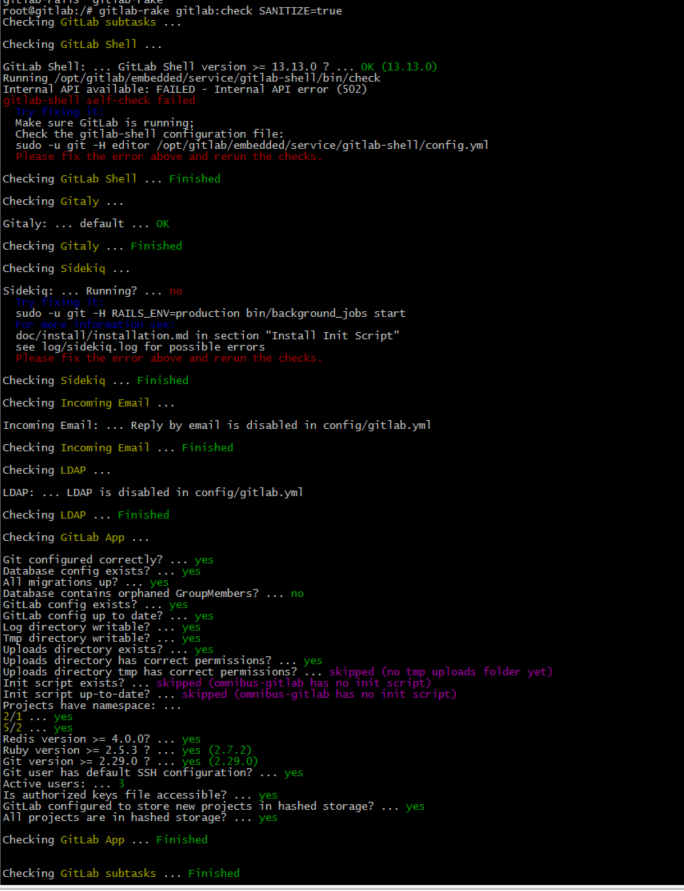 gitlab-rails  gitlab-rake
root@gitlab:/# gitlab-rake gitlab:check SANITIZE=true
Checking GitLab subtasks ...
Checking GitLab Shell ...
GitLab Shell: ... GitLab Shell version >= 13.13.0 ? ... OK (13.13.0)
Running /opt/gitlab/embedded/service/gitlab-shell/bin/check
Internal API available: FAILED - Internal API error (502)
gitlab-shell self-check failed
  Try fixing it:
  Make sure GitLab is running;
  Check the gitlab-shell configuration file:
  sudo -u git -H editor /opt/gitlab/embedded/service/gitlab-shell/config.yml
  Please fix the error above and rerun the checks.
Checking GitLab Shell ... Finished
Checking Gitaly ...
Gitaly: ... default ... OK
Checking Gitaly ... Finished
Checking Sidekiq ...
Sidekiq: ... Running? ... no
  Try fixing it:
  sudo -u git -H RAILS_ENV=production bin/background_jobs start
  For more information see:
  doc/install/installation.md in section "Install Init Script"
  see log/sidekiq.log for possible errors
  Please fix the error above and rerun the checks.
Checking Sidekiq ... Finished
Checking Incoming Email ...
Incoming Email: ... Reply by email is disabled in config/gitlab.yml
Checking Incoming Email ... Finished
Checking LDAP ...
LDAP: ... LDAP is disabled in config/gitlab.yml
Checking LDAP ... Finished
Checking GitLab App ...
Git configured correctly? ... yes
Database config exists? ... yes
All migrations up? ... yes
Database contains orphaned GroupMembers? ... no
GitLab config exists? ... yes
GitLab config up to date? ... yes
Log directory writable? ... yes
Tmp directory writable? ... yes
Uploads directory exists? ... yes
Uploads directory has correct permissions? ... yes
Uploads directory tmp has correct permissions? ... skipped (no tmp uploads folder yet)
Init script exists? ... skipped (omnibus-gitlab has no init script)
Init script up-to-date? ... skipped (omnibus-gitlab has no init script)
Projects have namespace: ...
2/1 ... yes
5/2 ... yes
Redis version >= 4.0.0? ... yes
Ruby version >= 2.5.3 ? ... yes (2.7.2)
Git version >= 2.29.0 ? ... yes (2.29.0)
Git user has default SSH configuration? ... yes
Active users: ... 3
Is authorized keys file accessible? ... yes
GitLab configured to store new projects in hashed storage? ... yes
All projects are in hashed storage? ... yes
Checking GitLab App ... Finished
Checking GitLab subtasks ... Finished